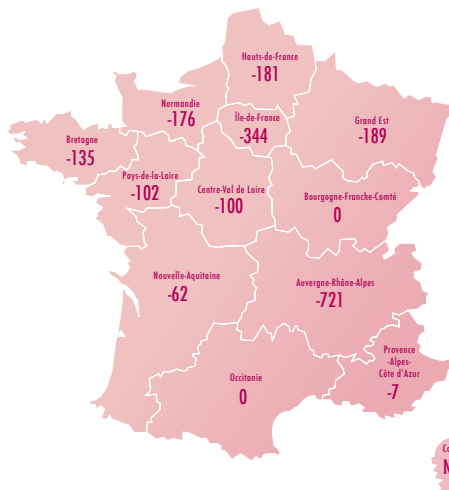 Hauts-de-France
-181
Normandie
-176
Île-de-France
-344
Grand Est
-189
Bretagne
-135
Pays-de-la-Loire
-102
Centre-Val de Loire
-100
Bourgogne-Franche-Comté
0
Nouvelle-Aquitaine
-62
Auvergne-Rhône-Alpes
-721
Provence
-Alpes-
Côte d'Azur
-7
Occitanie
0